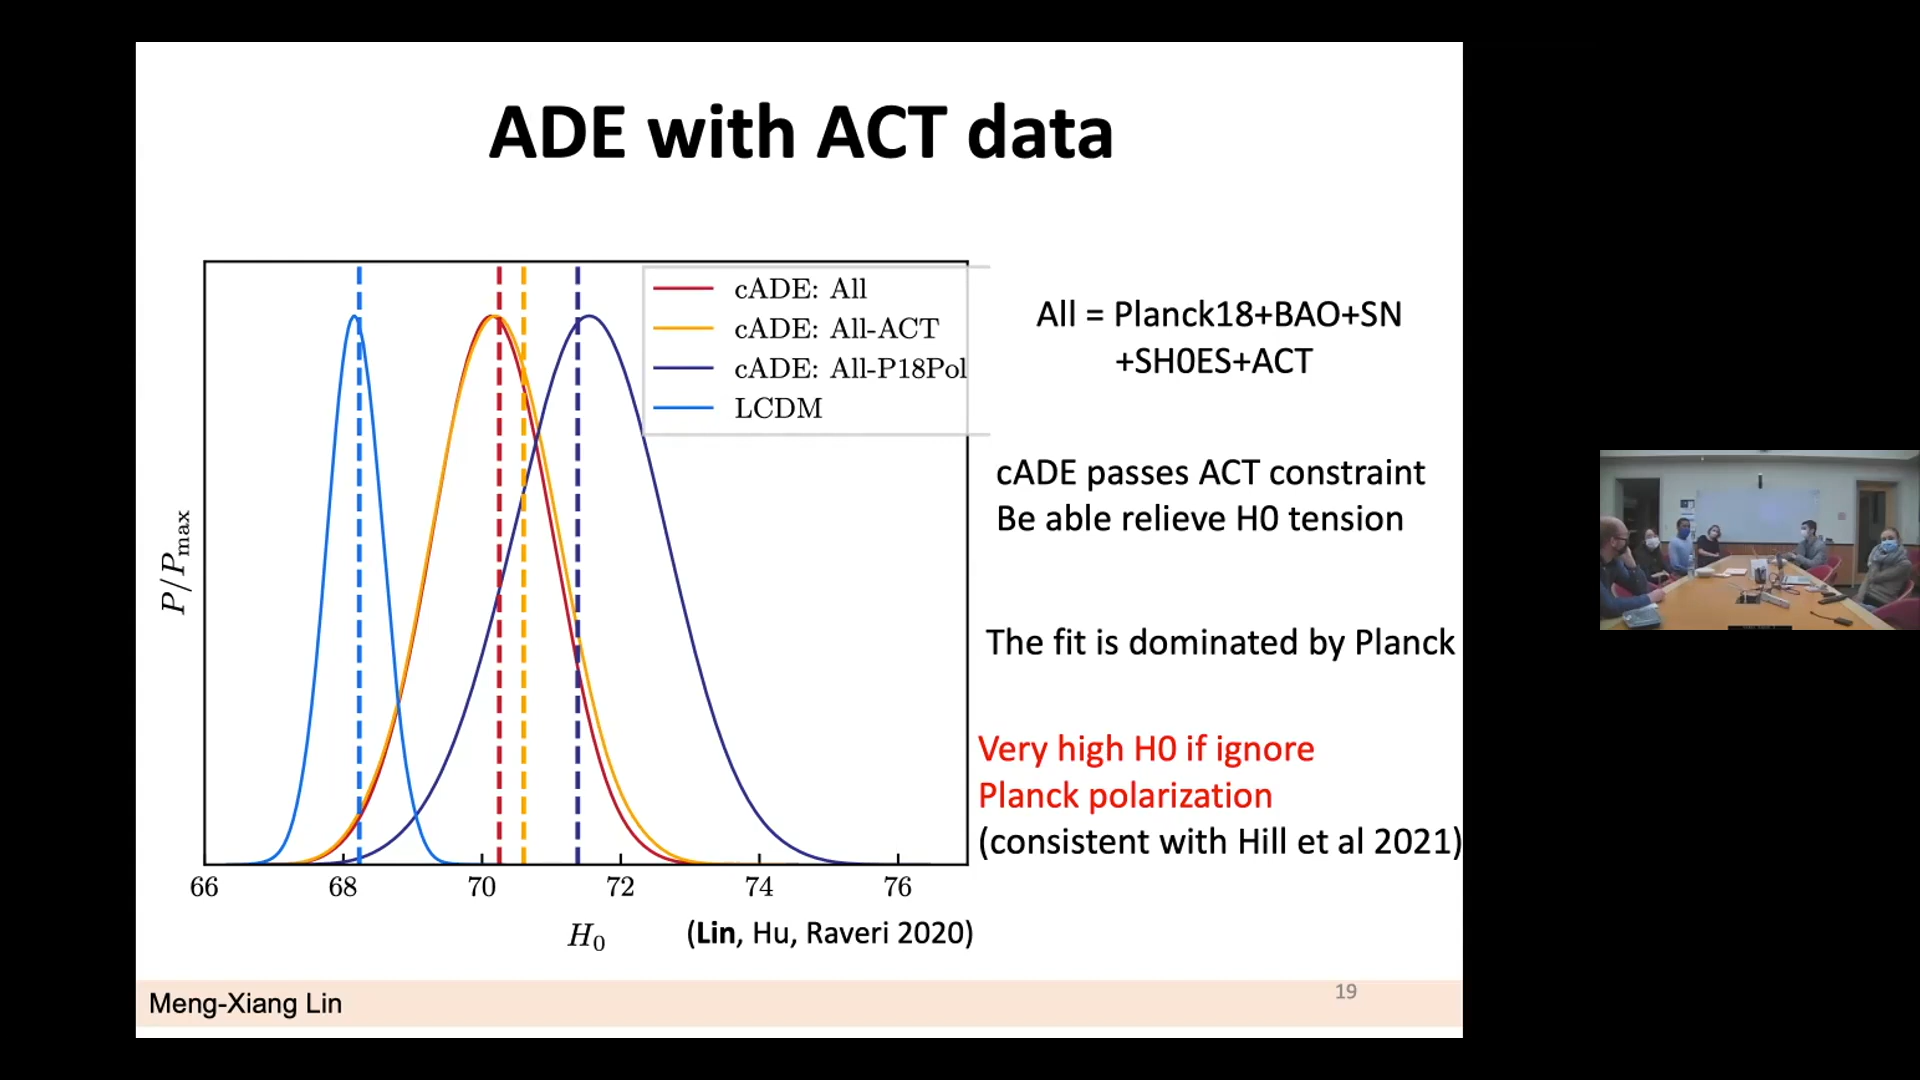 ADE with ACT data
cADE: All
cADE: All-ACT
cADE: All-P18Pol
LCDM
P/Pmax
66 68 70 72 74 76
H0
(Lin, Hu, Raveri 2020)
All = Planck18+BAO+SN
+SH0ES+ACT
cADE passes ACT constraint
Be able relieve H0 tension
The fit is dominated by Planck
Very high H0 if ignore
Planck polarization
(consistent with Hill et al 2021)
Meng-Xiang Lin
19